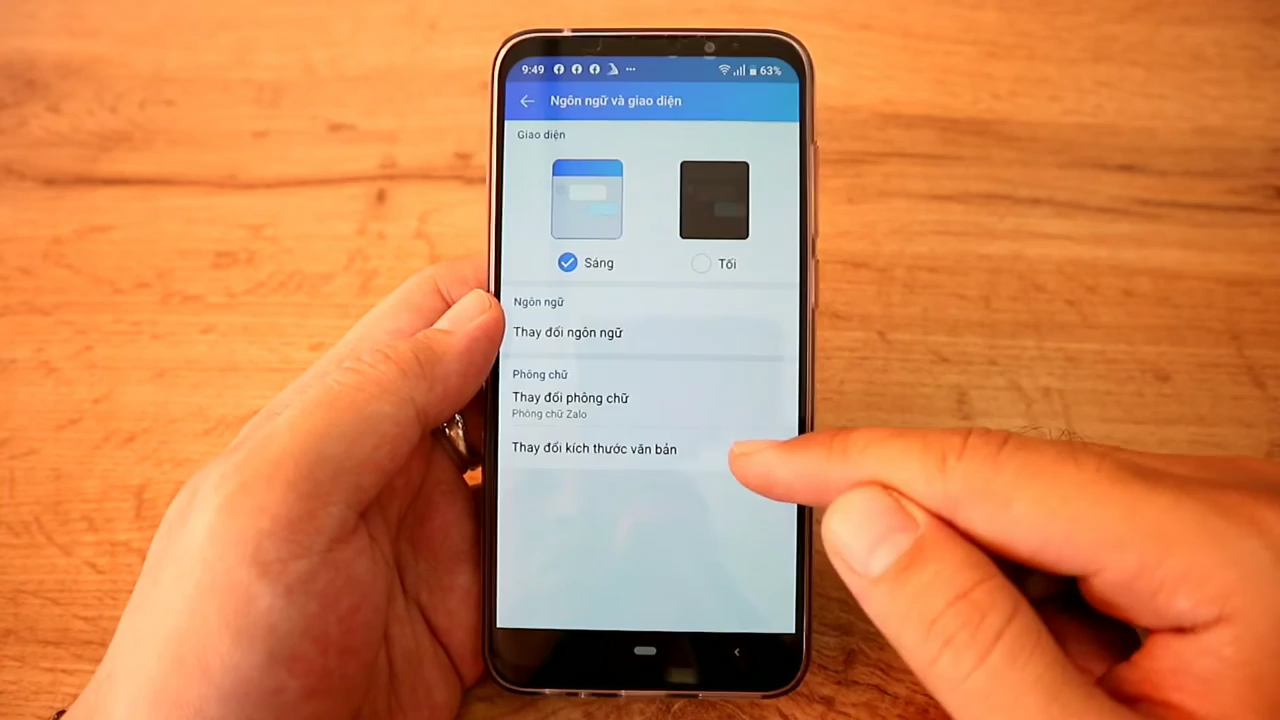 9:49 63%
Ngôn ngữ và giao diện
Giao diện
Sáng Tối
Ngôn ngữ
Thay đổi ngôn ngữ
Phông chữ
Thay đổi phông chữ
Phông chữ Zalo
Thay đổi kích thước văn bản